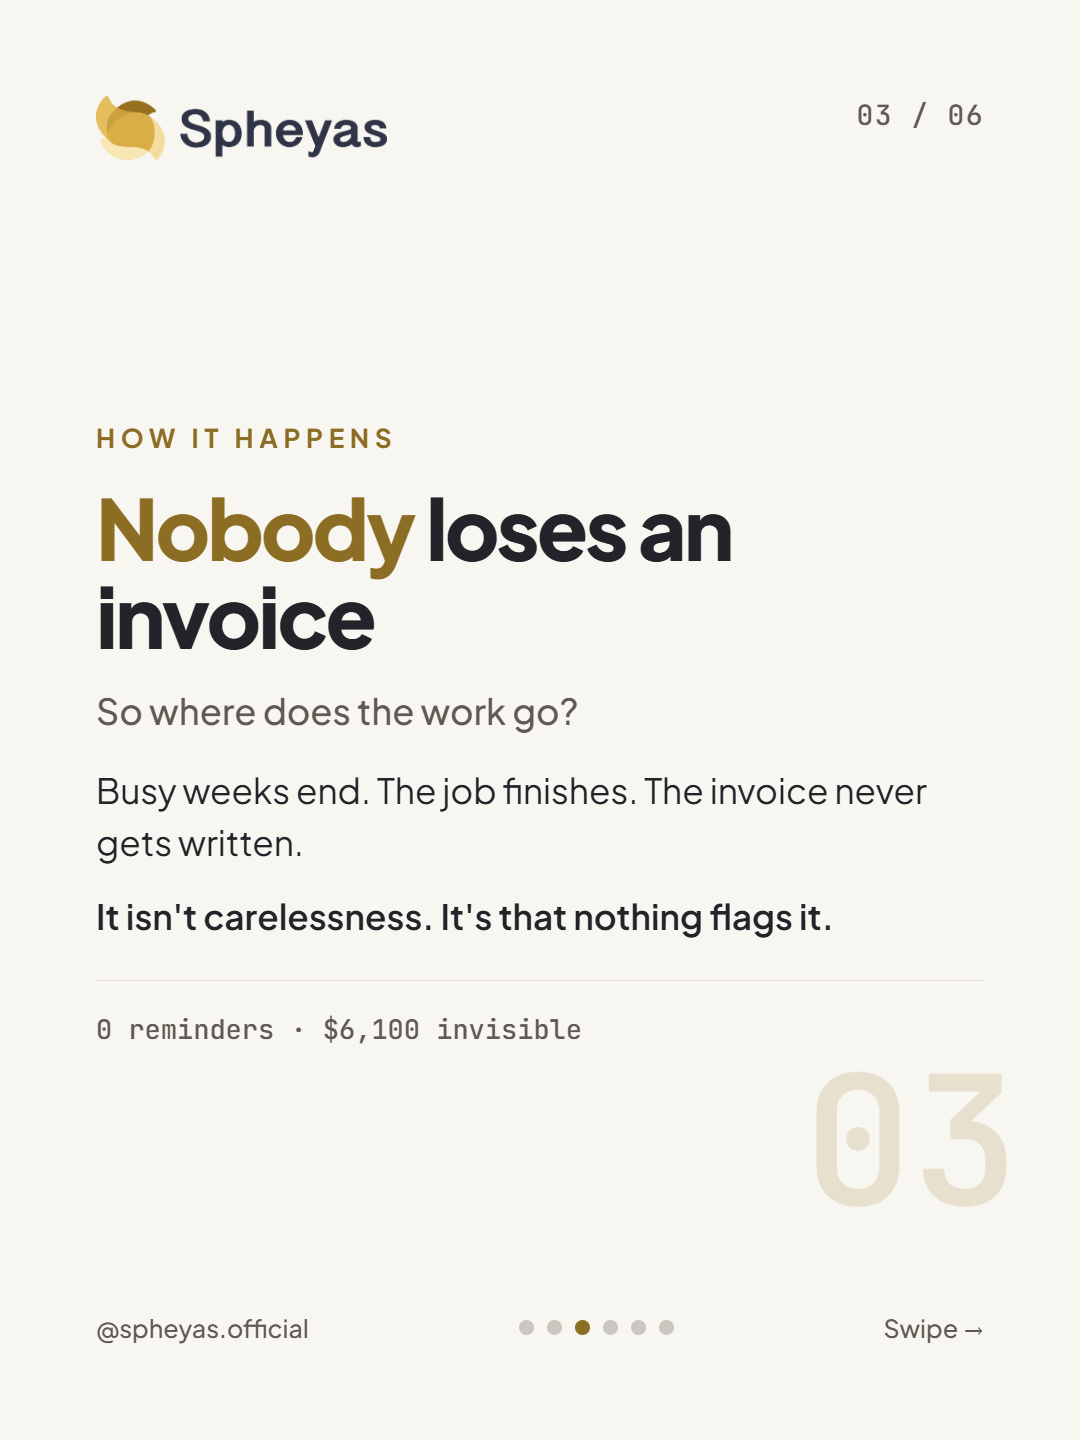 Spheyas
03 / 06
HOW IT HAPPENS
Nobody loses an
invoice
So where does the work go?
Busy weeks end. The job finishes. The invoice never
gets written.
It isn't carelessness. It's that nothing flags it.
0 reminders · $6,100 invisible
03
@spheyas.official
Swipe →